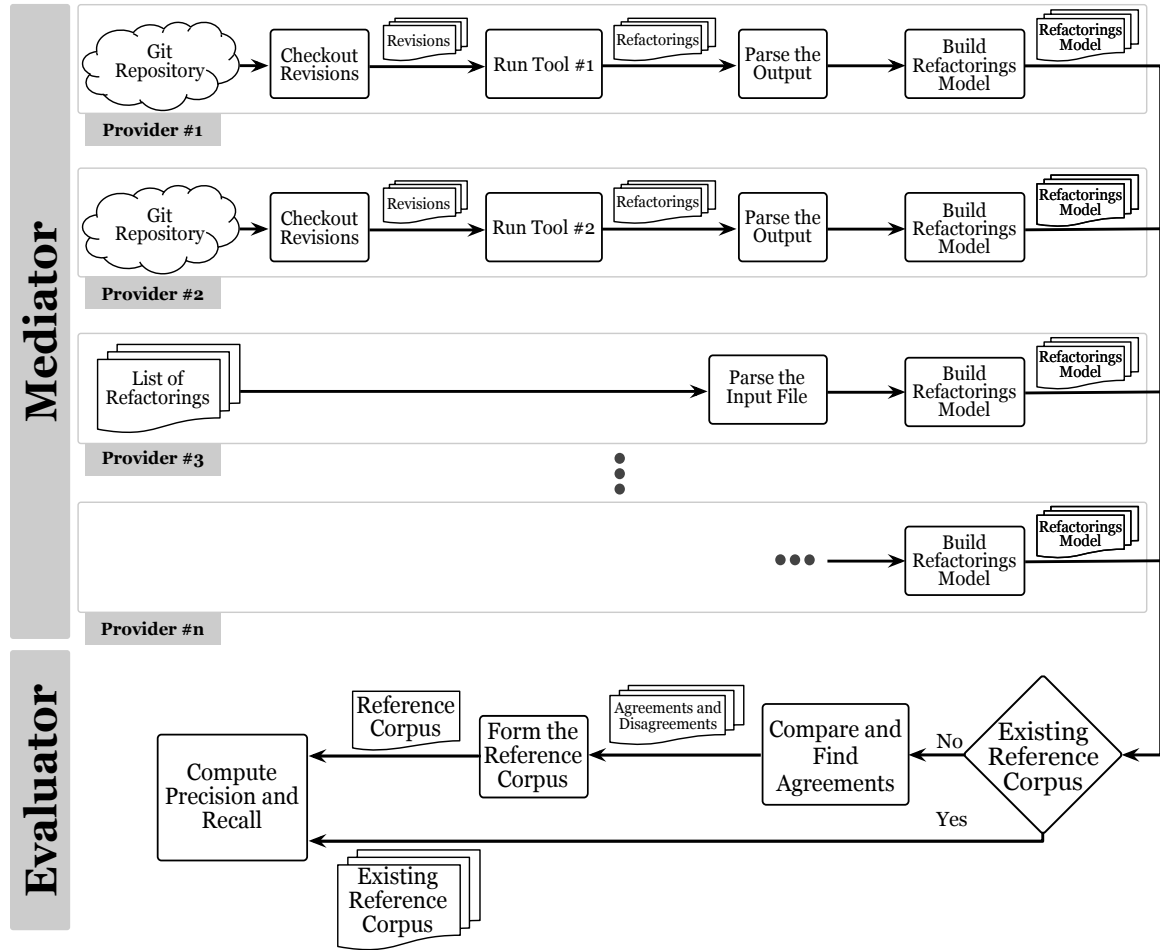 Mediator
Git
Repository
Checkout
Revisions
Revisions
Run Tool #1
Refactorings
Parse the
Output
Build
Refactorings
Model
Refactorings
Model
Provider #1
Git
Repository
Checkout
Revisions
Revisions
Run Tool #2
Refactorings
Parse the
Output
Build
Refactorings
Model
Refactorings
Model
Provider #2
List of
Refactorings
Parse the
Input File
Build
Refactorings
Model
Refactorings
Model
Provider #3
Build
Refactorings
Model
Refactorings
Model
Provider #n
Evaluator
Existing
Reference
Corpus
No
Yes
Compare and
Find
Agreements
Agreements and
Disagreements
Form the
Reference
Corpus
Reference
Corpus
Compute
Precision and
Recall
Existing
Reference
Corpus